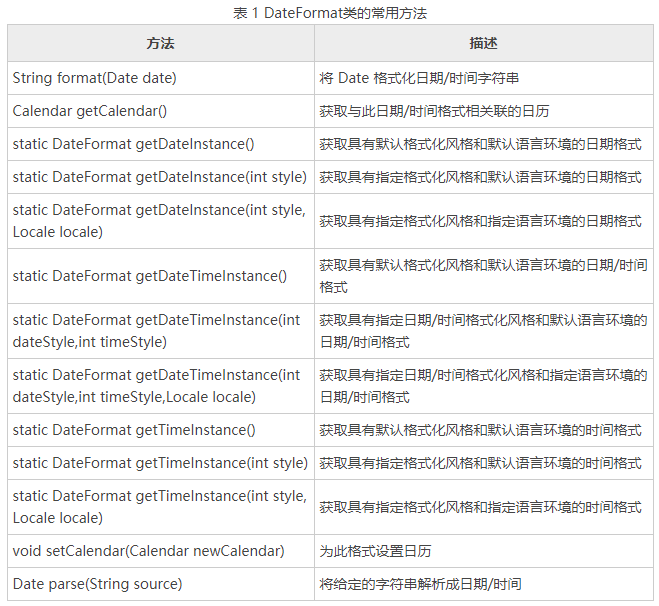 表 1 DateFormat类的常用方法
方法
描述
String format(Date date)
将 Date 格式化日期/时间字符串
Calendar getCalendar()
获取与此日期/时间格式相关联的日历
static DateFormat getDateInstance()
获取具有默认格式化风格和默认语言环境的日期格式
static DateFormat getDateInstance(int style)
获取具有指定格式化风格和默认语言环境的日期格式
static DateFormat getDateInstance(int style,
Locale locale)
获取具有指定格式化风格和指定语言环境的日期格式
static DateFormat getDateTimeInstance()
获取具有默认格式化风格和默认语言环境的日期/时间
格式
static DateFormat getDateTimeInstance(int
dateStyle,int timeStyle)
获取具有指定日期/时间格式化风格和默认语言环境的
日期/时间格式
static DateFormat getDateTimeInstance(int
dateStyle,int timeStyle,Locale locale)
获取具有指定日期/时间格式化风格和指定语言环境的
日期/时间格式
static DateFormat getTimeInstance()
获取具有默认格式化风格和默认语言环境的时间格式
static DateFormat getTimeInstance(int style)
获取具有指定格式化风格和默认语言环境的时间格式
static DateFormat getTimeInstance(int style,
Locale locale)
获取具有指定格式化风格和指定语言环境的时间格式
void setCalendar(Calendar newCalendar)
为此格式设置日历
Date parse(String source)
将给定的字符串解析成日期/时间